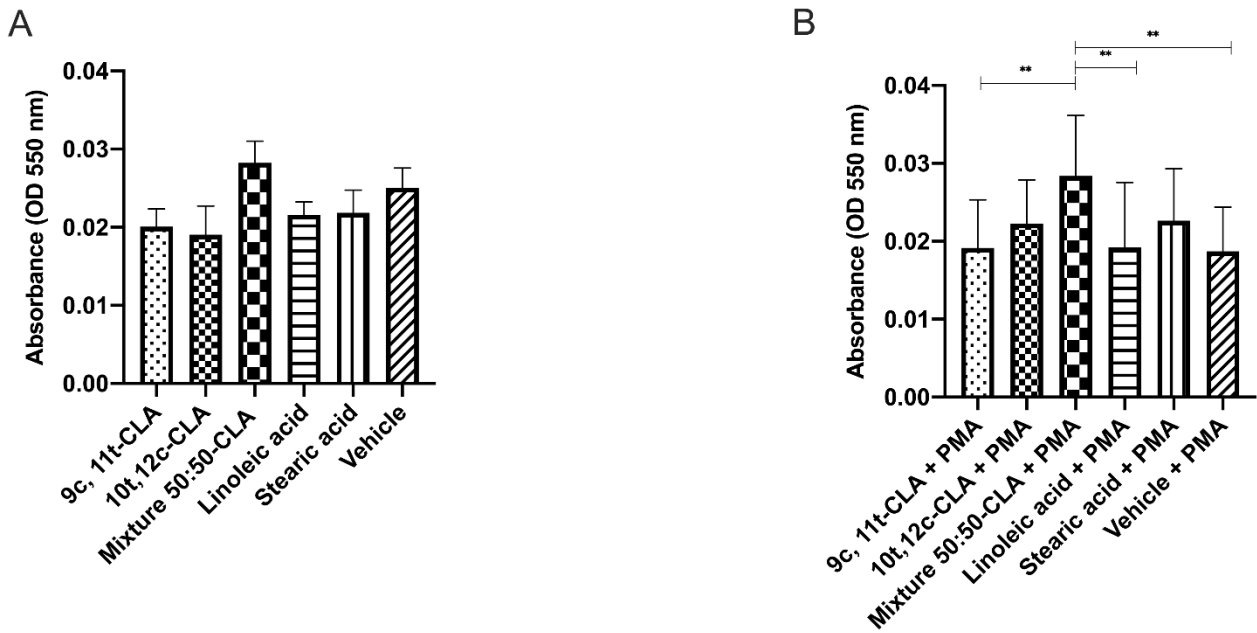 A
Absorbance (OD 550 nm)
0.04
0.03
0.02
0.01
0.00
9c, 11t-CLA
10t,12c-CLA
Mixture 50:50-CLA
Linoleic acid
Stearic acid
Vehicle
B
**
**
**
Absorbance (OD 550 nm)
0.04
0.03
0.02
0.01
0.00
9c, 11t-CLA + PMA
10t,12c-CLA + PMA
Mixture 50:50-CLA + PMA
Linoleic acid + PMA
Stearic acid + PMA
Vehicle + PMA